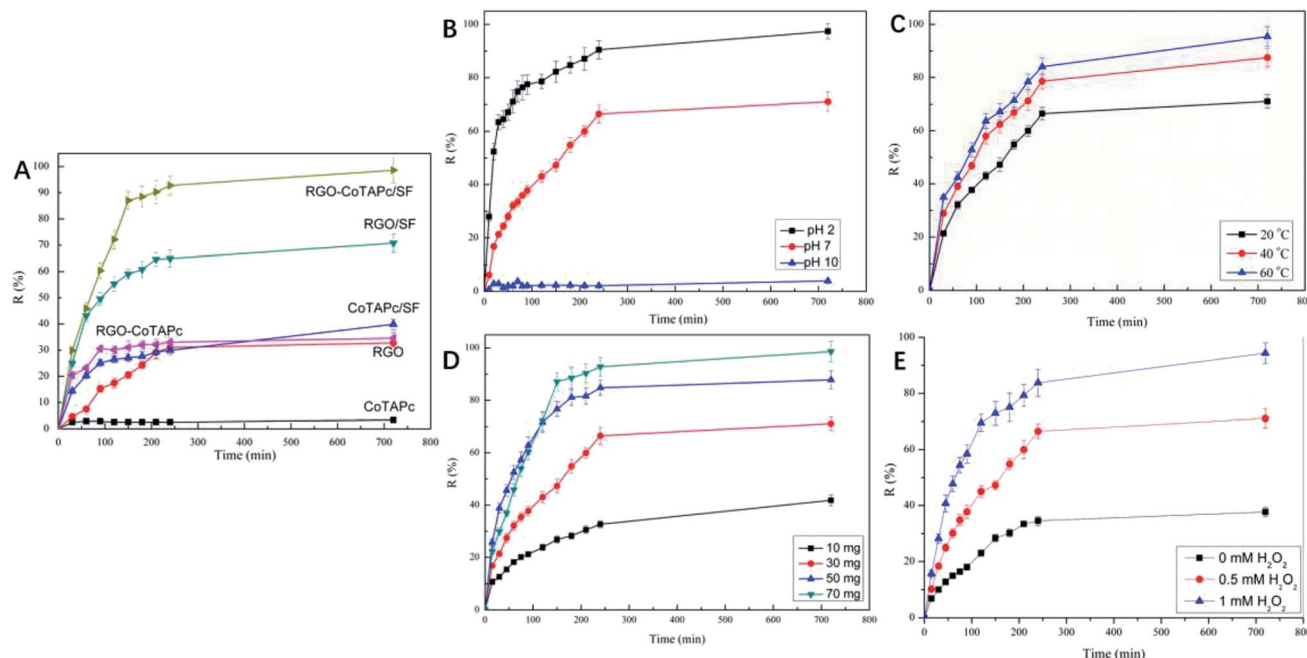 A
R (%)
100
90
80
70
60
50
40
30
20
10
0
RGO-CoTAPc/SF
RGO/SF
CoTAPc/SF
RGO-CoTAPc
RGO
CoTAPc
0 100 200 300 400 500 600 700 800
Time (min)
B
R (%)
100
80
60
40
20
0
pH 2
pH 7
pH 10
0 100 200 300 400 500 600 700 800
Time (min)
C
R (%)
100
80
60
40
20
0
20 °C
40 °C
60 °C
0 100 200 300 400 500 600 700 800
Time (min)
D
R (%)
100
80
60
40
20
0
10 mg
30 mg
50 mg
70 mg
0 100 200 300 400 500 600 700 800
Time (min)
E
R (%)
100
80
60
40
20
0
0 mM H₂O₂
0.5 mM H₂O₂
1 mM H₂O₂
0 100 200 300 400 500 600 700 800
Time (min)